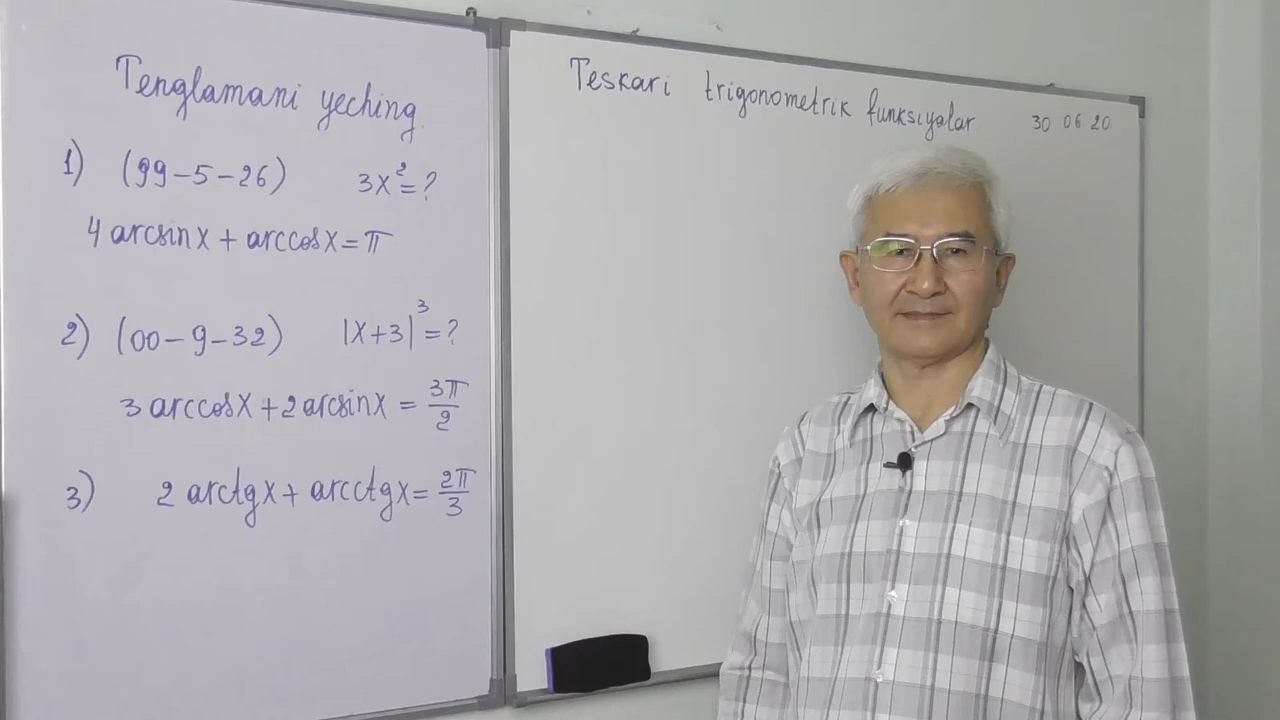 Tenglamani yeching.
1) (99-5-26) 3x²=?
4 arcsinx + arccosx = π
2) (00-9-32) |x+3|³=?
3 arccosx + 2 arcsinx = 3π/2
3) 2 arctgx + arcctgx = 2π/3
Teskari trigonometrik funksiyalar 30 06 20.